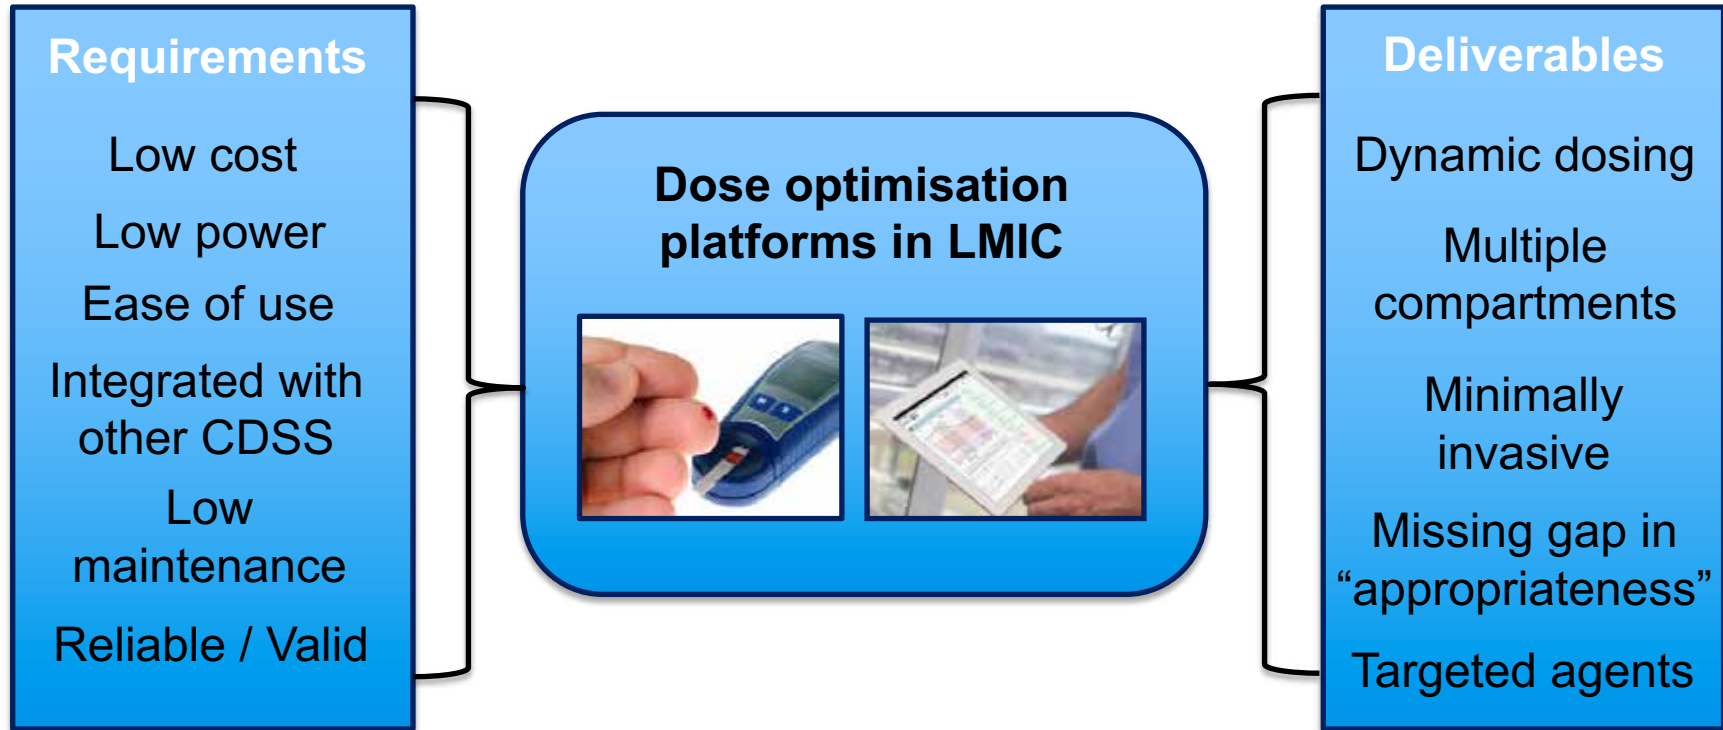 Requirements
Low cost
Low power
Ease of use
Integrated with
other CDSS
Low
maintenance
Reliable / Valid
Dose optimisation
platforms in LMIC
Deliverables
Dynamic dosing
Multiple
compartments
Minimally
invasive
Missing gap in
“appropriateness”
Targeted agents